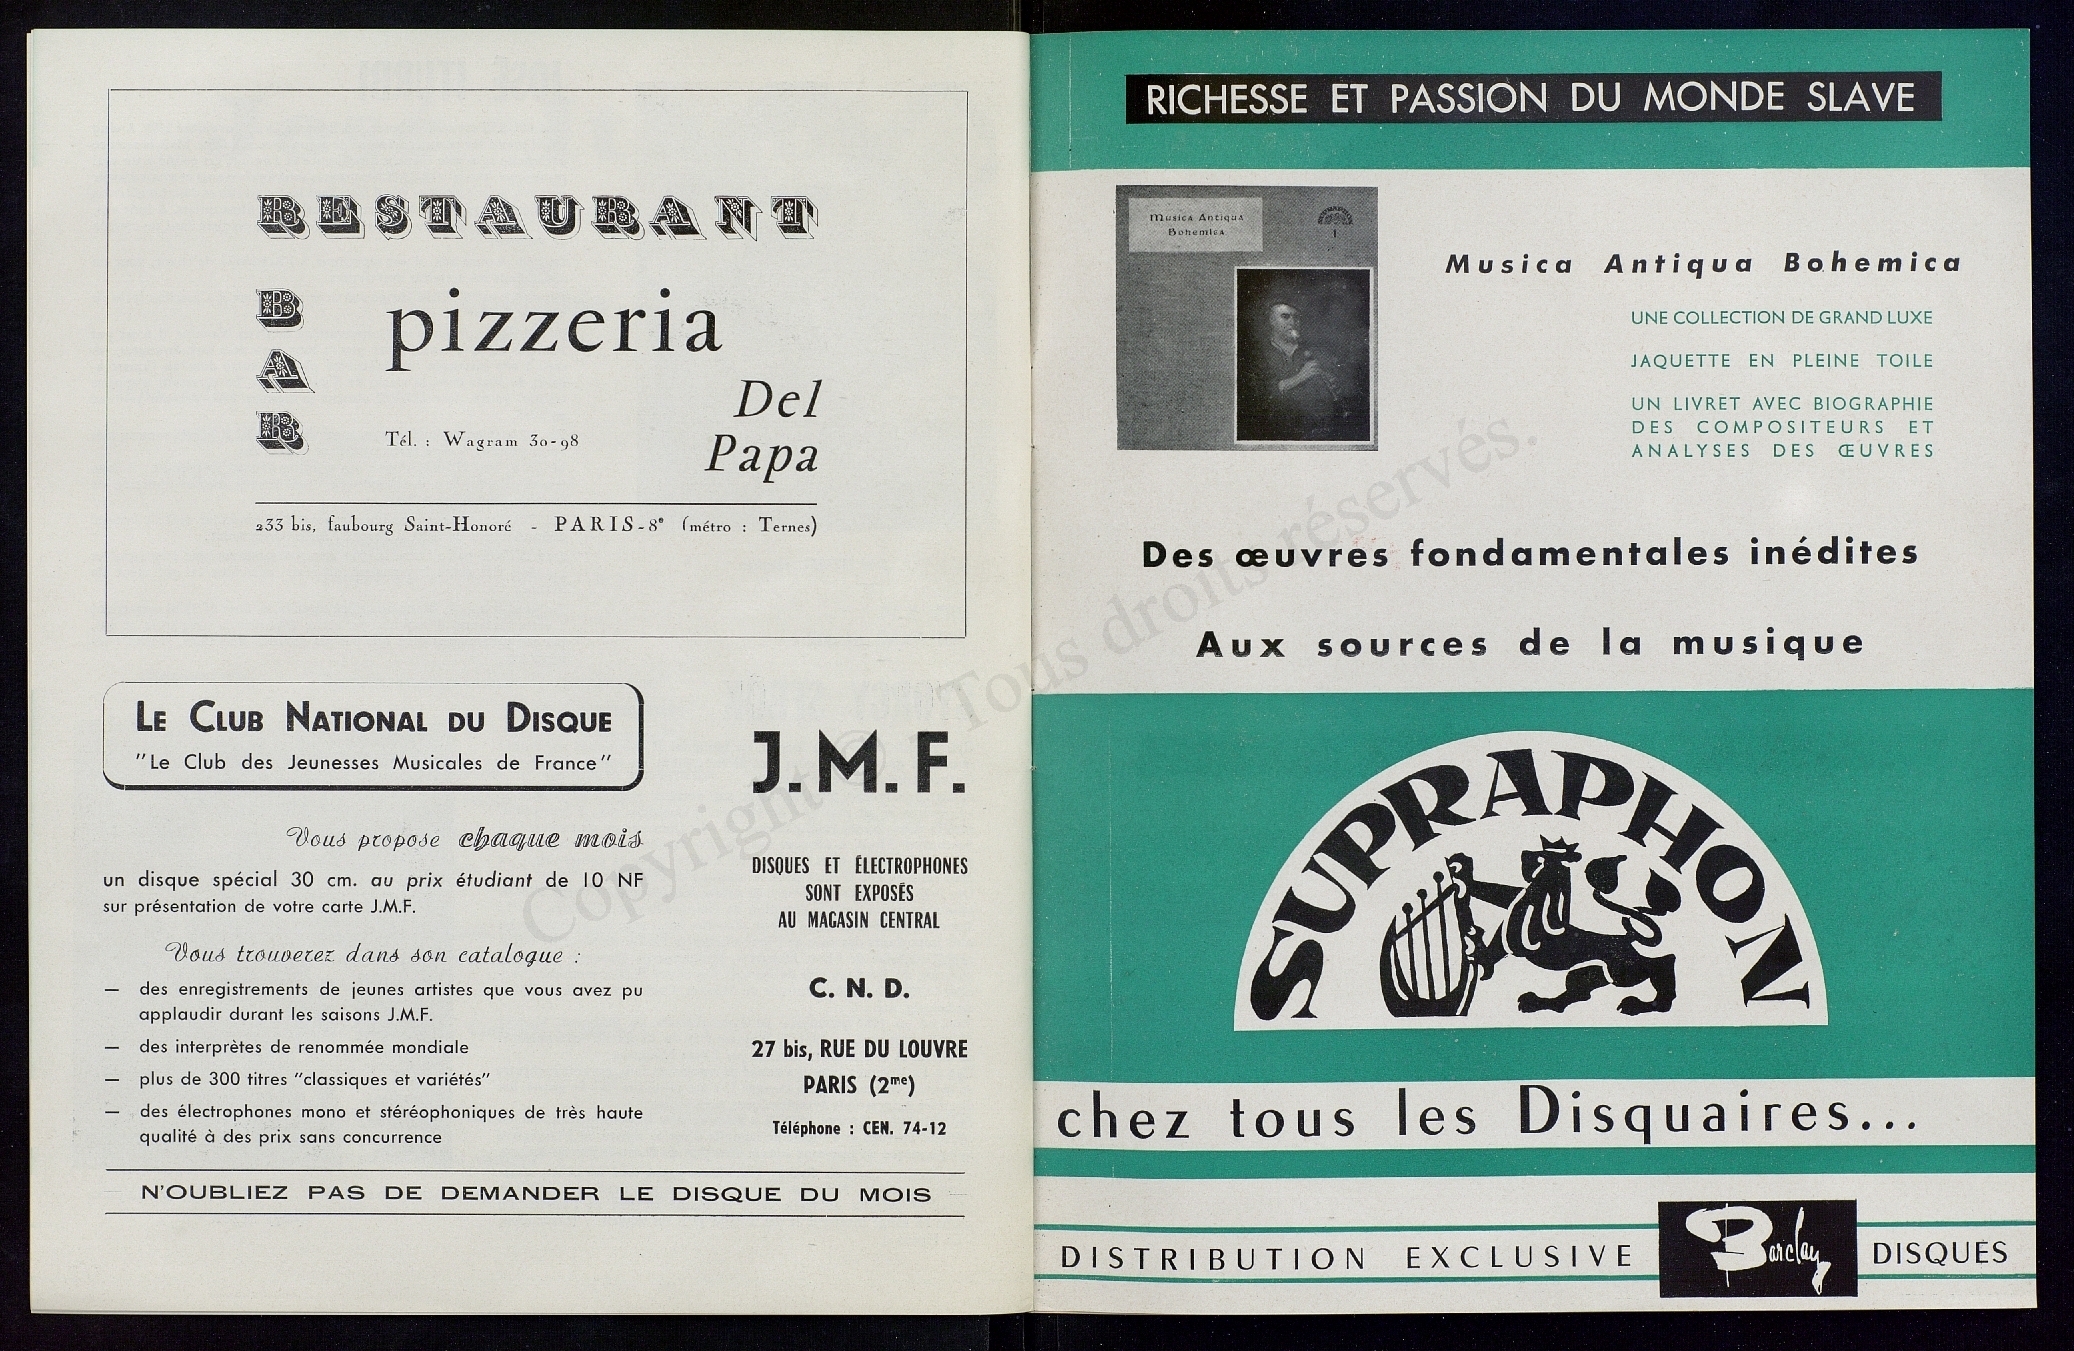 RESTAURANT
BAR
pizzeria
Del
Papa
Tél. : Wagram 30-98
233 bis, faubourg Saint-Honoré - PARIS-8e (métro : Ternes)
LE CLUB NATIONAL DU DISQUE
"Le Club des Jeunesses Musicales de France"
Vous propose chaque mois
un disque spécial 30 cm. au prix étudiant de 10 NF
sur présentation de votre carte J.M.F.
Vous trouverez dans son catalogue :
— des enregistrements de jeunes artistes que vous avez pu
applaudir durant les saisons J.M.F.
— des interprètes de renommée mondiale
— plus de 300 titres "classiques et variétés"
— des électrophones mono et stéréophoniques de très haute
qualité à des prix sans concurrence
J.M.F.
DISQUES ET ÉLECTROPHONES
SONT EXPOSÉS
AU MAGASIN CENTRAL
C. N. D.
27 bis, RUE DU LOUVRE
PARIS (2me)
Téléphone : CEN. 74-12
N'OUBLIEZ PAS DE DEMANDER LE DISQUE DU MOIS
RICHESSE ET PASSION DU MONDE SLAVE
Musica Antiqua
Bohemica
SUPRAPHON
1
Musica Antiqua Bohemica
UNE COLLECTION DE GRAND LUXE
JAQUETTE EN PLEINE TOILE
UN LIVRET AVEC BIOGRAPHIE
DES COMPOSITEURS ET
ANALYSES DES ŒUVRES
Des œuvres fondamentales inédites
Aux sources de la musique
SUPRAPHON
chez tous les Disquaires...
DISTRIBUTION EXCLUSIVE Barclay DISQUES
Copyright © - Tous droits réservés.